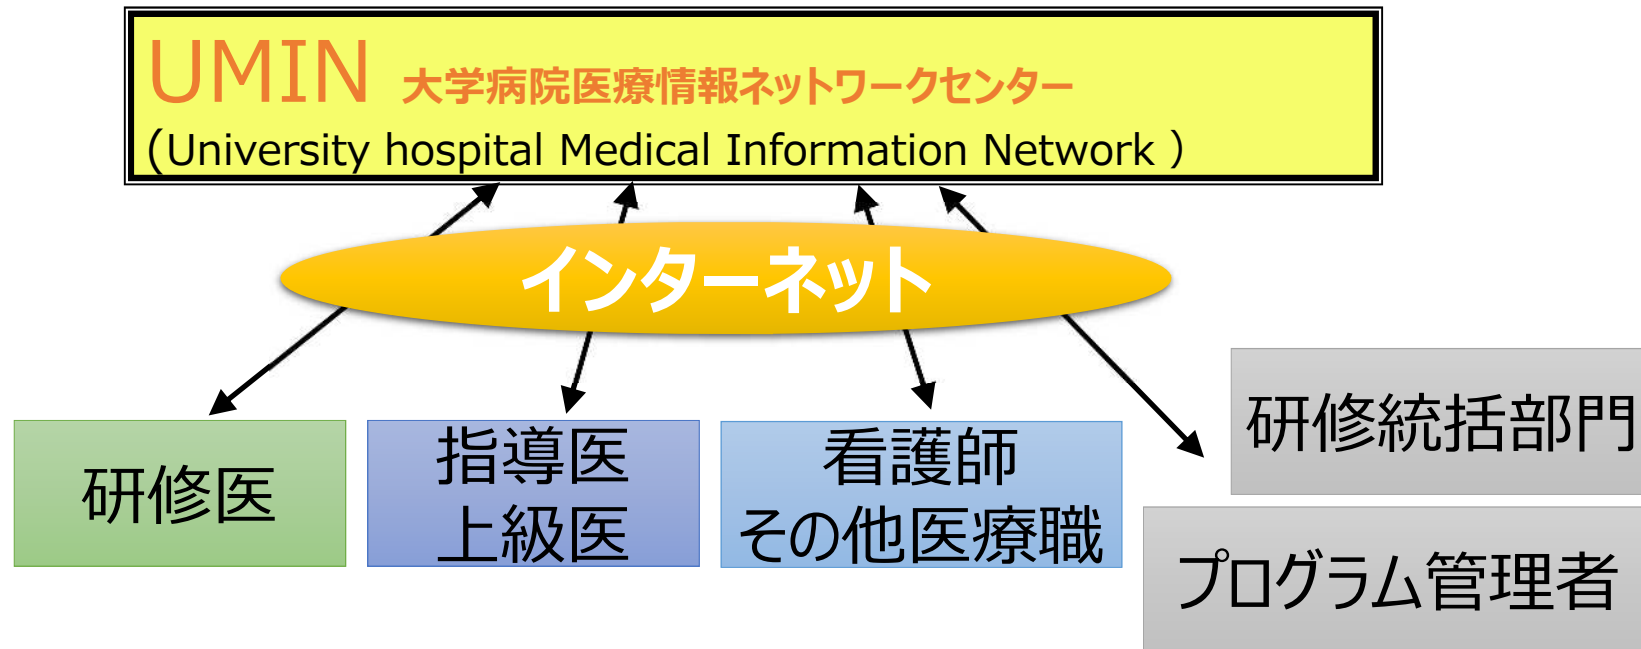 UMIN 大学病院医療情報ネットワークセンター
(University hospital Medical Information Network )
インターネット
研修医
指導医
上級医
看護師
その他医療職
研修統括部門
プログラム管理者